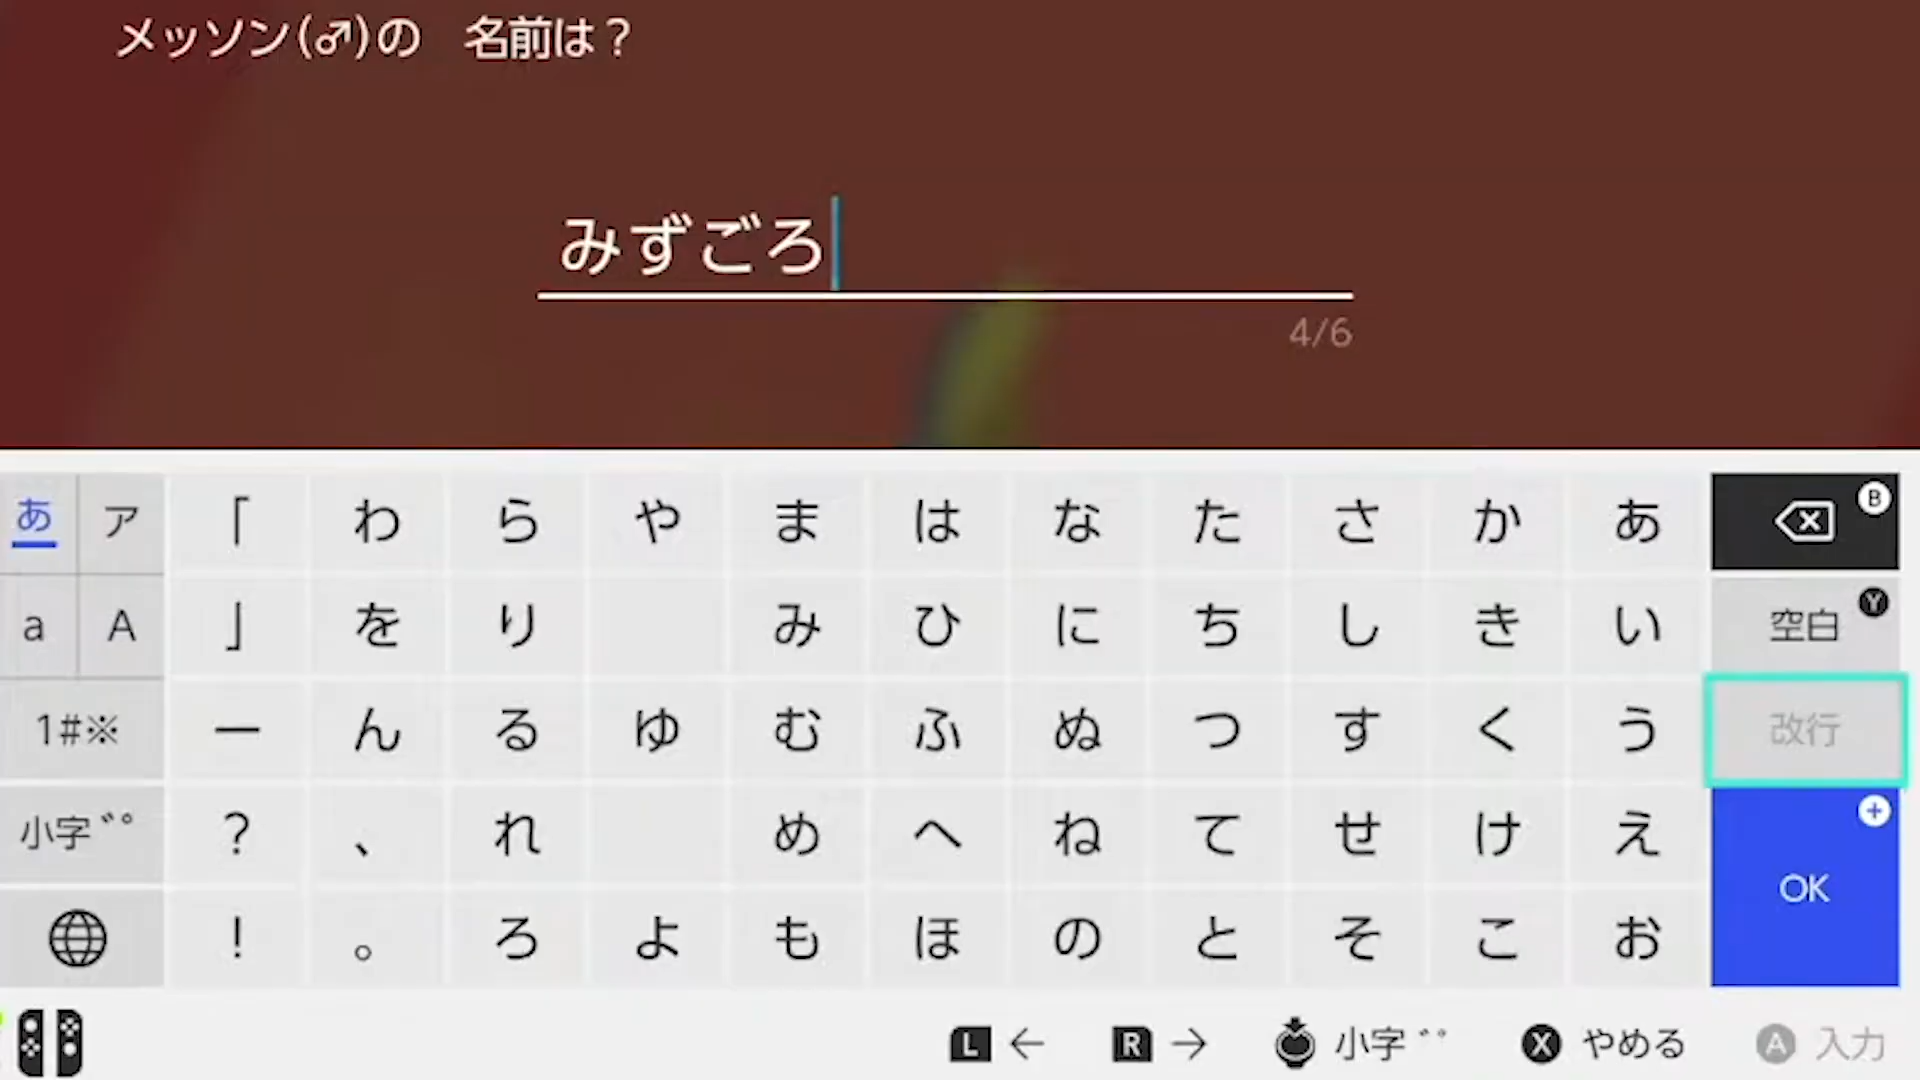 メッソン(♂)の 名前は？
みずごろ
4/6
あ ア 「 わ ら や ま は な た さ か あ B
a A 」 を り み ひ に ち し き い 空白 Y
1#※ ー ん る ゆ む ふ ぬ つ す く う 改行
小字゛゜ ? 、 れ め へ ね て せ け え +
! 。 ろ よ も ほ の と そ こ お OK
L ← R → 小字゛゜ X やめる A 入力